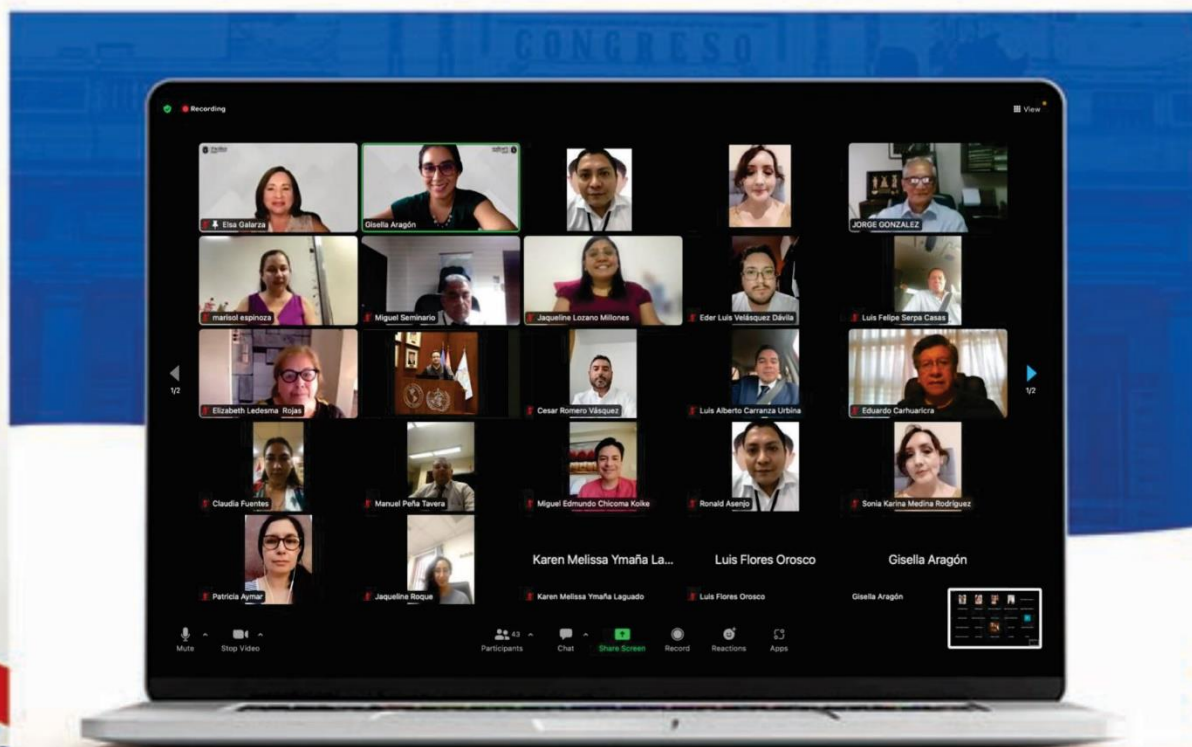 CONGRESO
Recording
View
Elsa Galarza
Gisella Aragón
JORGE GONZALEZ
marisol espinoza
Miguel Seminario
Jaqueline Lozano Millones
Eder Luis Velásquez Dávila
Luis Felipe Serpa Casas
1/2
Elizabeth Ledesma Rojas
Cesar Romero Vásquez
Luis Alberto Carranza Urbina
Eduardo Carhuaricra
1/2
Claudia Fuentes
Manuel Peña Tavera
Miguel Edmundo Chicoma Koike
Ronald Asenjo
Sonia Karina Medina Rodríguez
Karen Melissa Ymaña La...
Luis Flores Orosco
Gisella Aragón
Patricia Aymar
Jaqueline Roque
Karen Melissa Ymaña Laguado
Luis Flores Orosco
Gisella Aragón
Mute
Stop Video
43
Participants
Chat
Share Screen
Record
Reactions
Apps